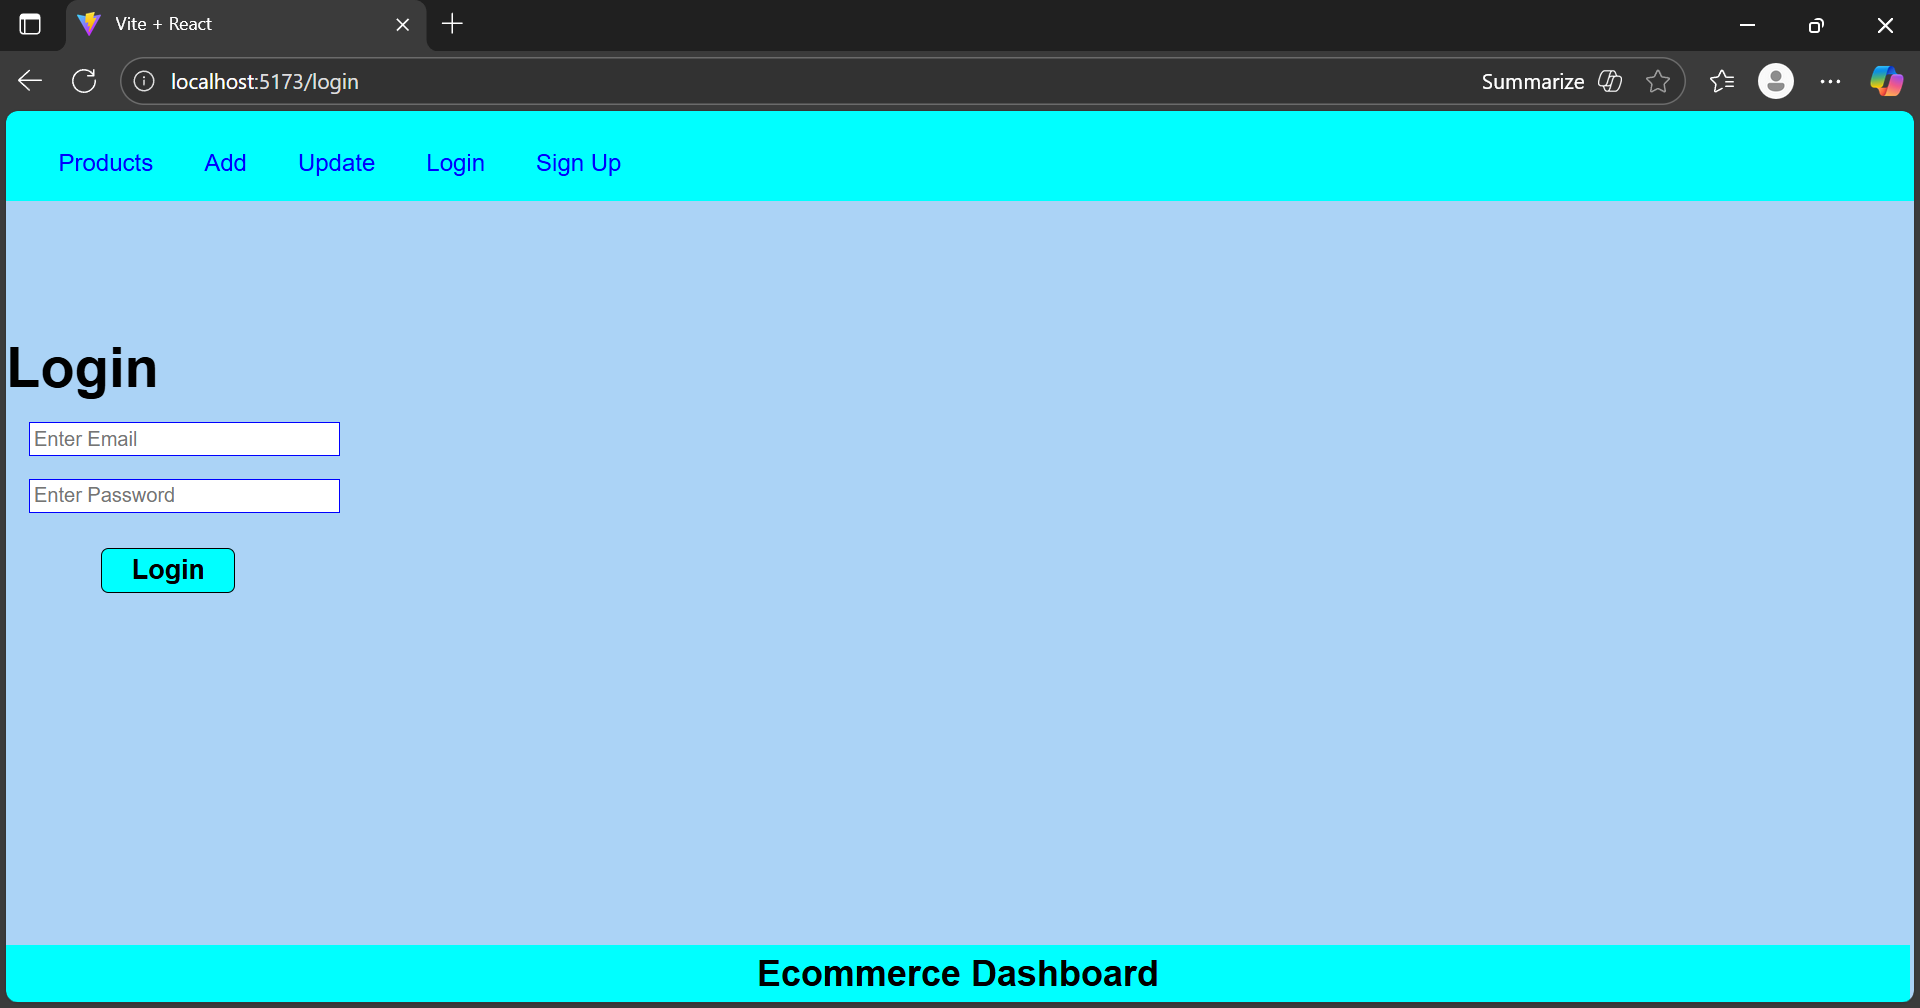 Vite + React
localhost:5173/login
Summarize
Products Add Update Login Sign Up
Login
Enter Email
Enter Password
Login
Ecommerce Dashboard